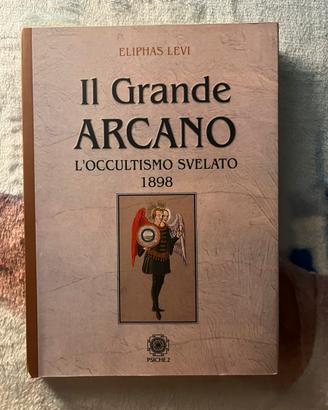 ELIPHAS LEVI
Il Grande
ARCANO
L'OCCULTISMO SVELATO
1898
PSICHE 2